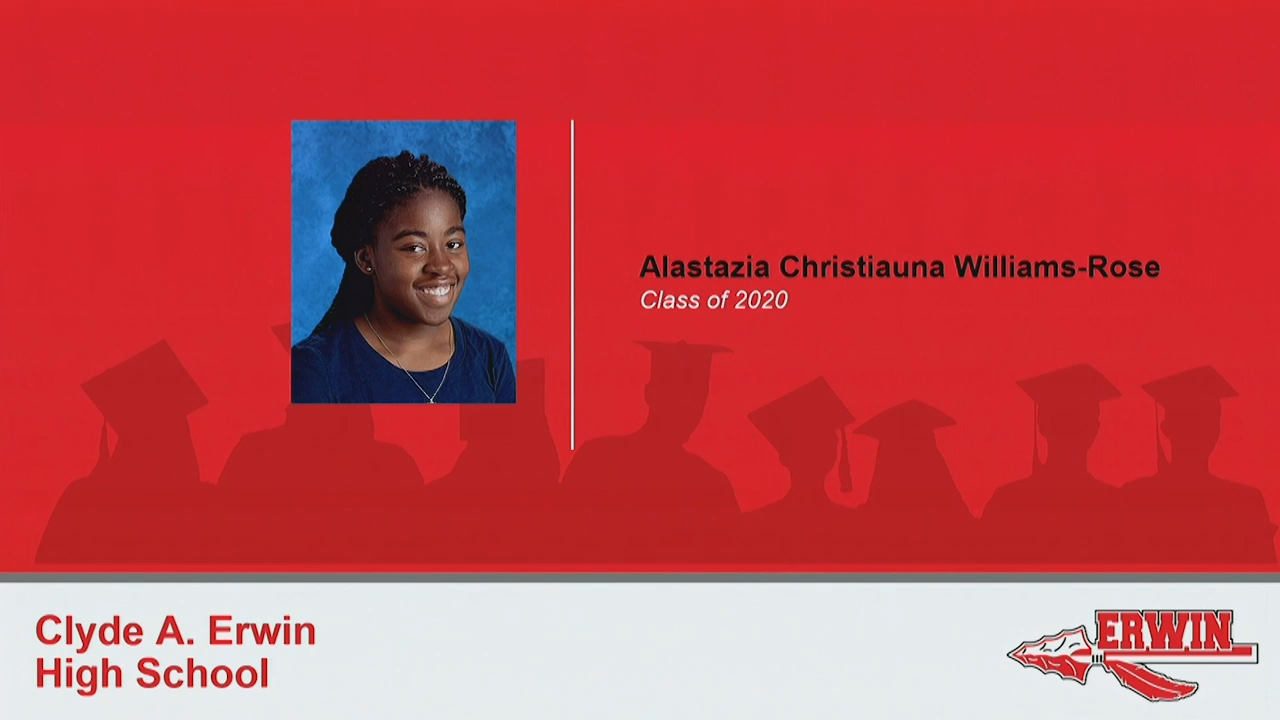 Alastazia Christiauna Williams-Rose
Class of 2020
Clyde A. Erwin
High School
ERWIN